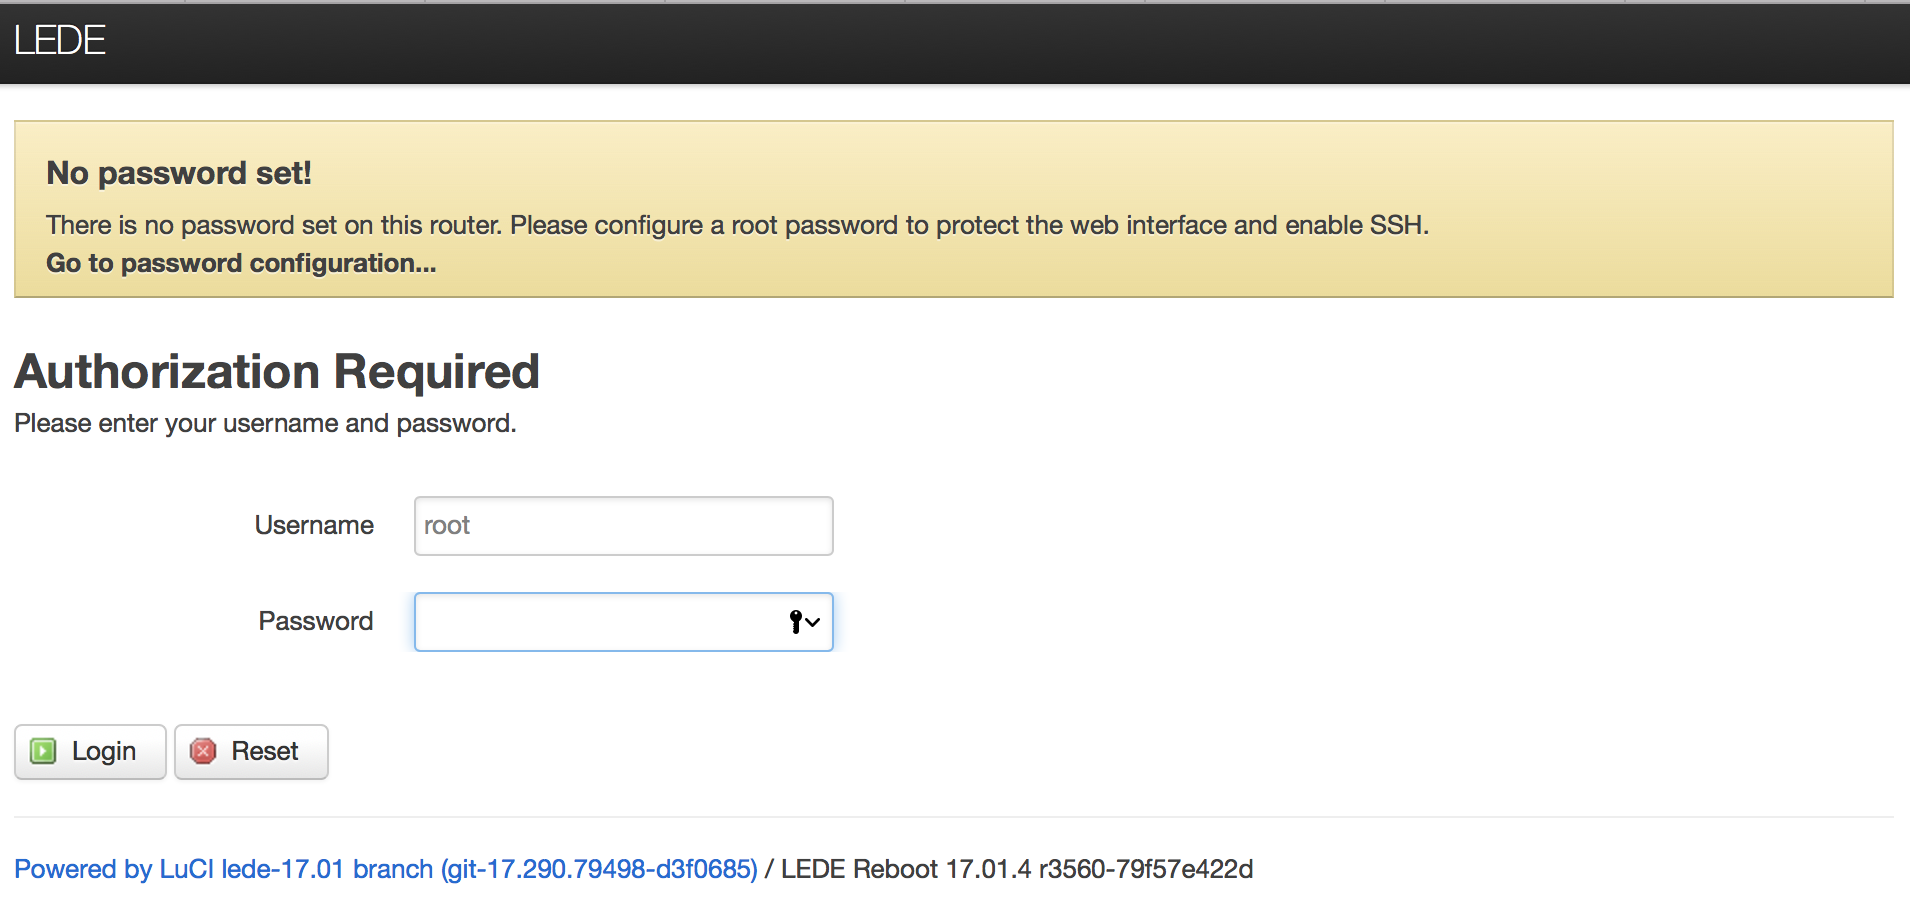 LEDE
No password set!
There is no password set on this router. Please configure a root password to protect the web interface and enable SSH.
Go to password configuration...
Authorization Required
Please enter your username and password.
Username root
Password
Login Reset
Powered by LuCI lede-17.01 branch (git-17.290.79498-d3f0685) / LEDE Reboot 17.01.4 r3560-79f57e422d